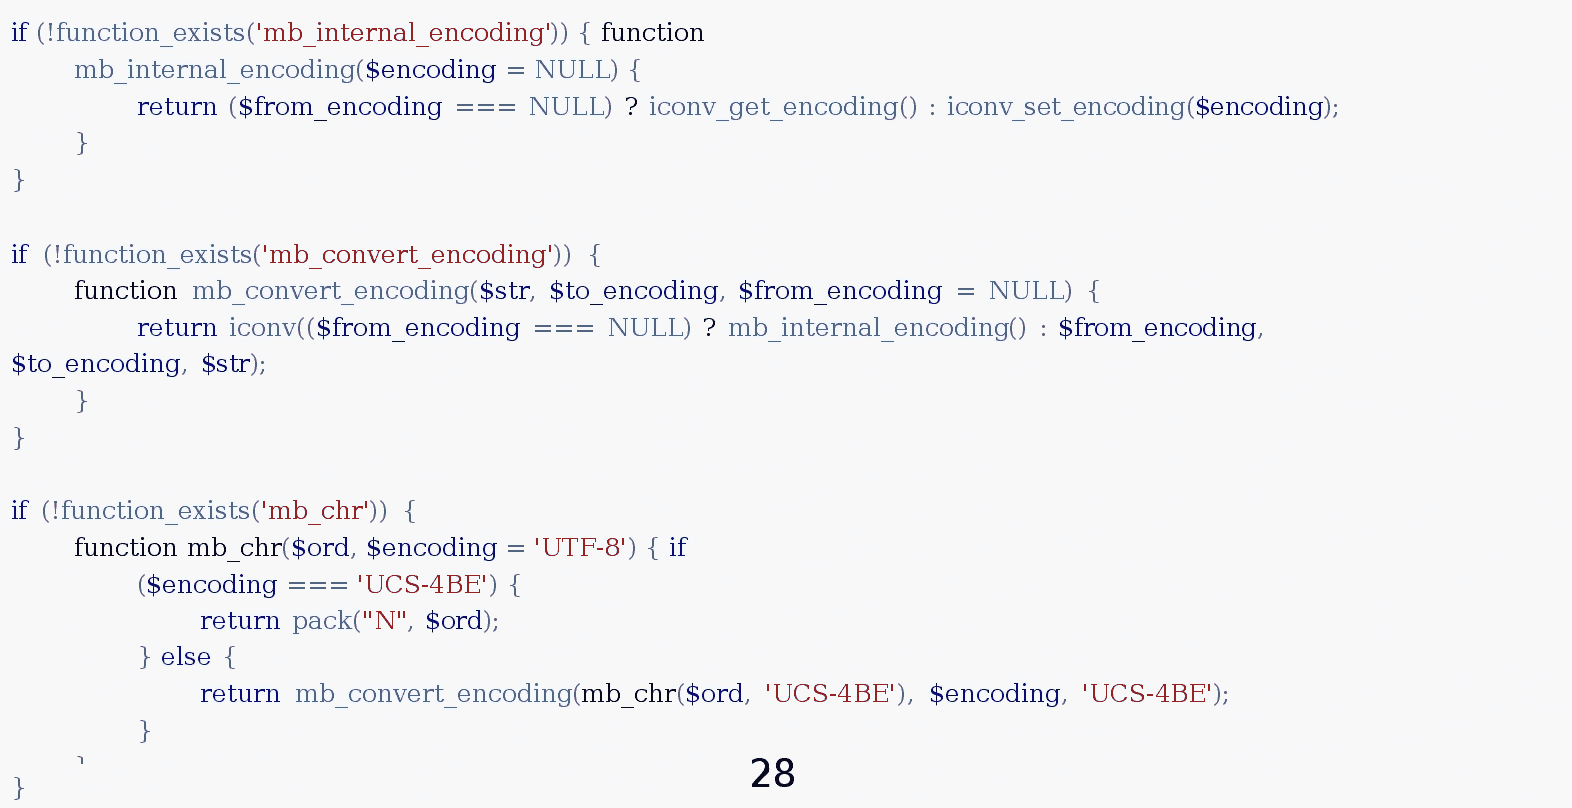 if (!function_exists('mb_internal_encoding')) { function
mb_internal_encoding($encoding = NULL) {
return ($from_encoding === NULL) ? iconv_get_encoding() : iconv_set_encoding($encoding);
}
}
if (!function_exists('mb_convert_encoding')) {
function mb_convert_encoding($str, $to_encoding, $from_encoding = NULL) {
return iconv(($from_encoding === NULL) ? mb_internal_encoding() : $from_encoding,
$to_encoding, $str);
}
}
if (!function_exists('mb_chr')) {
function mb_chr($ord, $encoding = 'UTF-8') { if
($encoding === 'UCS-4BE') {
return pack("N", $ord);
} else {
return mb_convert_encoding(mb_chr($ord, 'UCS-4BE'), $encoding, 'UCS-4BE');
}
}
28
}